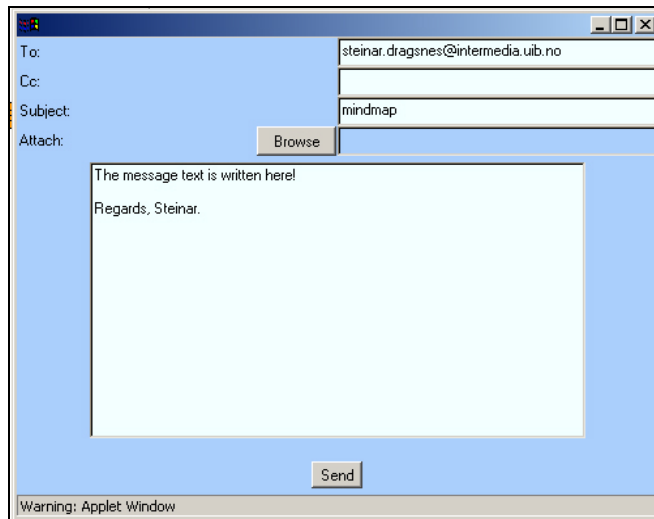 To: steinar.dragsnes@intermedia.uib.no
Cc:
Subject: mindmap
Attach: Browse
The message text is written here!
Regards, Steinar.
Send
Warning: Applet Window